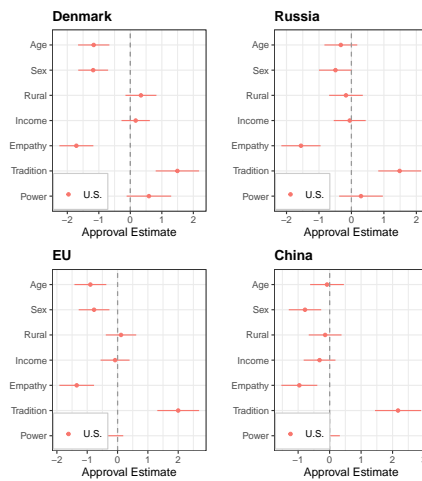 Denmark
Age
Sex
Rural
Income
Empathy
Tradition
Power
U.S.
−2 −1 0 1 2
Approval Estimate
Russia
Age
Sex
Rural
Income
Empathy
Tradition
Power
U.S.
−2 −1 0 1 2
Approval Estimate
EU
Age
Sex
Rural
Income
Empathy
Tradition
Power
U.S.
−2 −1 0 1 2
Approval Estimate
China
Age
Sex
Rural
Income
Empathy
Tradition
Power
U.S.
−1 0 1 2
Approval Estimate